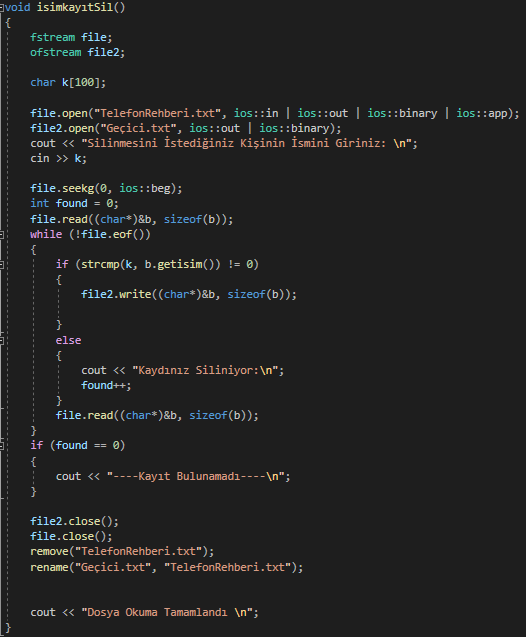 void isimkayıtSil()
{
fstream file;
ofstream file2;
char k[100];
file.open("TelefonRehberi.txt", ios::in | ios::out | ios::binary | ios::app);
file2.open("Geçici.txt", ios::out | ios::binary);
cout << "Silinmesini İstediğiniz Kişinin İsmini Giriniz: \n";
cin >> k;
file.seekg(0, ios::beg);
int found = 0;
file.read((char*)&b, sizeof(b));
while (!file.eof())
{
if (strcmp(k, b.getisim()) != 0)
{
file2.write((char*)&b, sizeof(b));
}
else
{
cout << "Kaydınız Siliniyor:\n";
found++;
}
file.read((char*)&b, sizeof(b));
}
if (found == 0)
{
cout << "----Kayıt Bulunamadı----\n";
}
file2.close();
file.close();
remove("TelefonRehberi.txt");
rename("Geçici.txt", "TelefonRehberi.txt");
cout << "Dosya Okuma Tamamlandı \n";
}